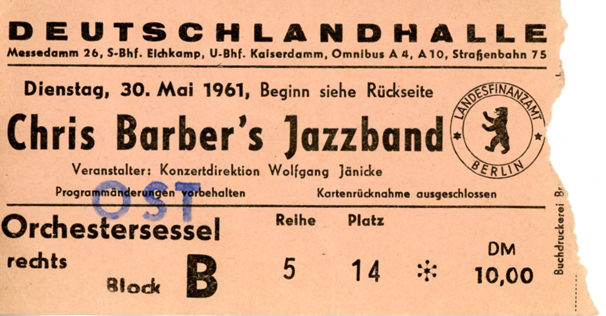 DEUTSCHLANDHALLE
Messedamm 26, S-Bhf. Eichkamp, U-Bhf. Kaiserdamm, Omnibus A 4, A 10, Straßenbahn 75
Dienstag, 30. Mai 1961, Beginn siehe Rückseite
Chris Barber's Jazzband
LANDESFINANZAMT
BERLIN
Veranstalter: Konzertdirektion Wolfgang Jänicke
Programmänderungen vorbehalten Kartenrücknahme ausgeschlossen
OST
Orchestersessel Reihe Platz
rechts Block B 5 14 * DM 10,00
Buchdruckerei